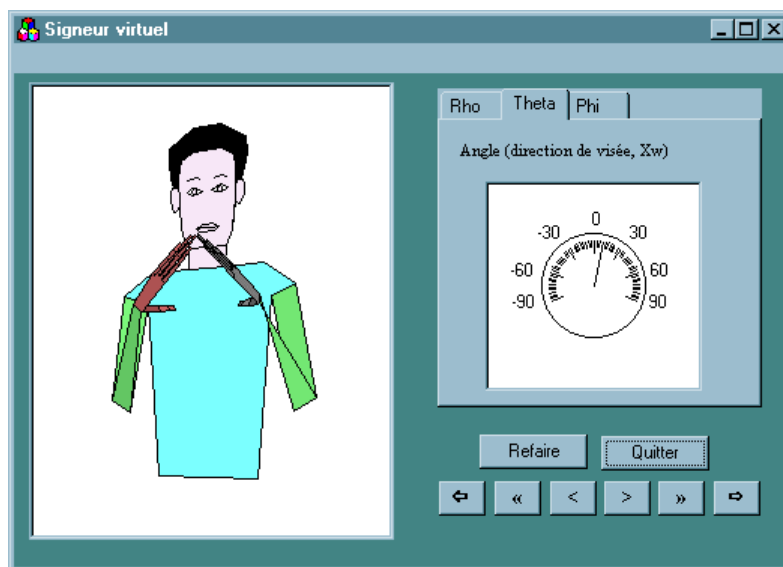 Signeur virtuel
Rho Theta Phi
Angle (direction de visée, Xw)
0
-30 30
-60 60
-90 90
Refaire Quitter
⇦ « < > » ⇨